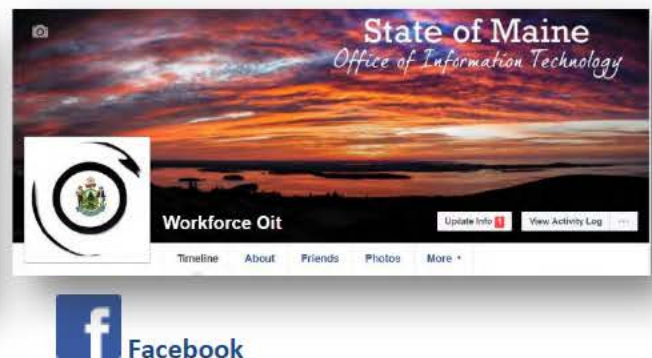 State of Maine
Office of Information Technology
Workforce Oit
Update Info 1
View Activity Log
Timeline About Friends Photos More
f Facebook